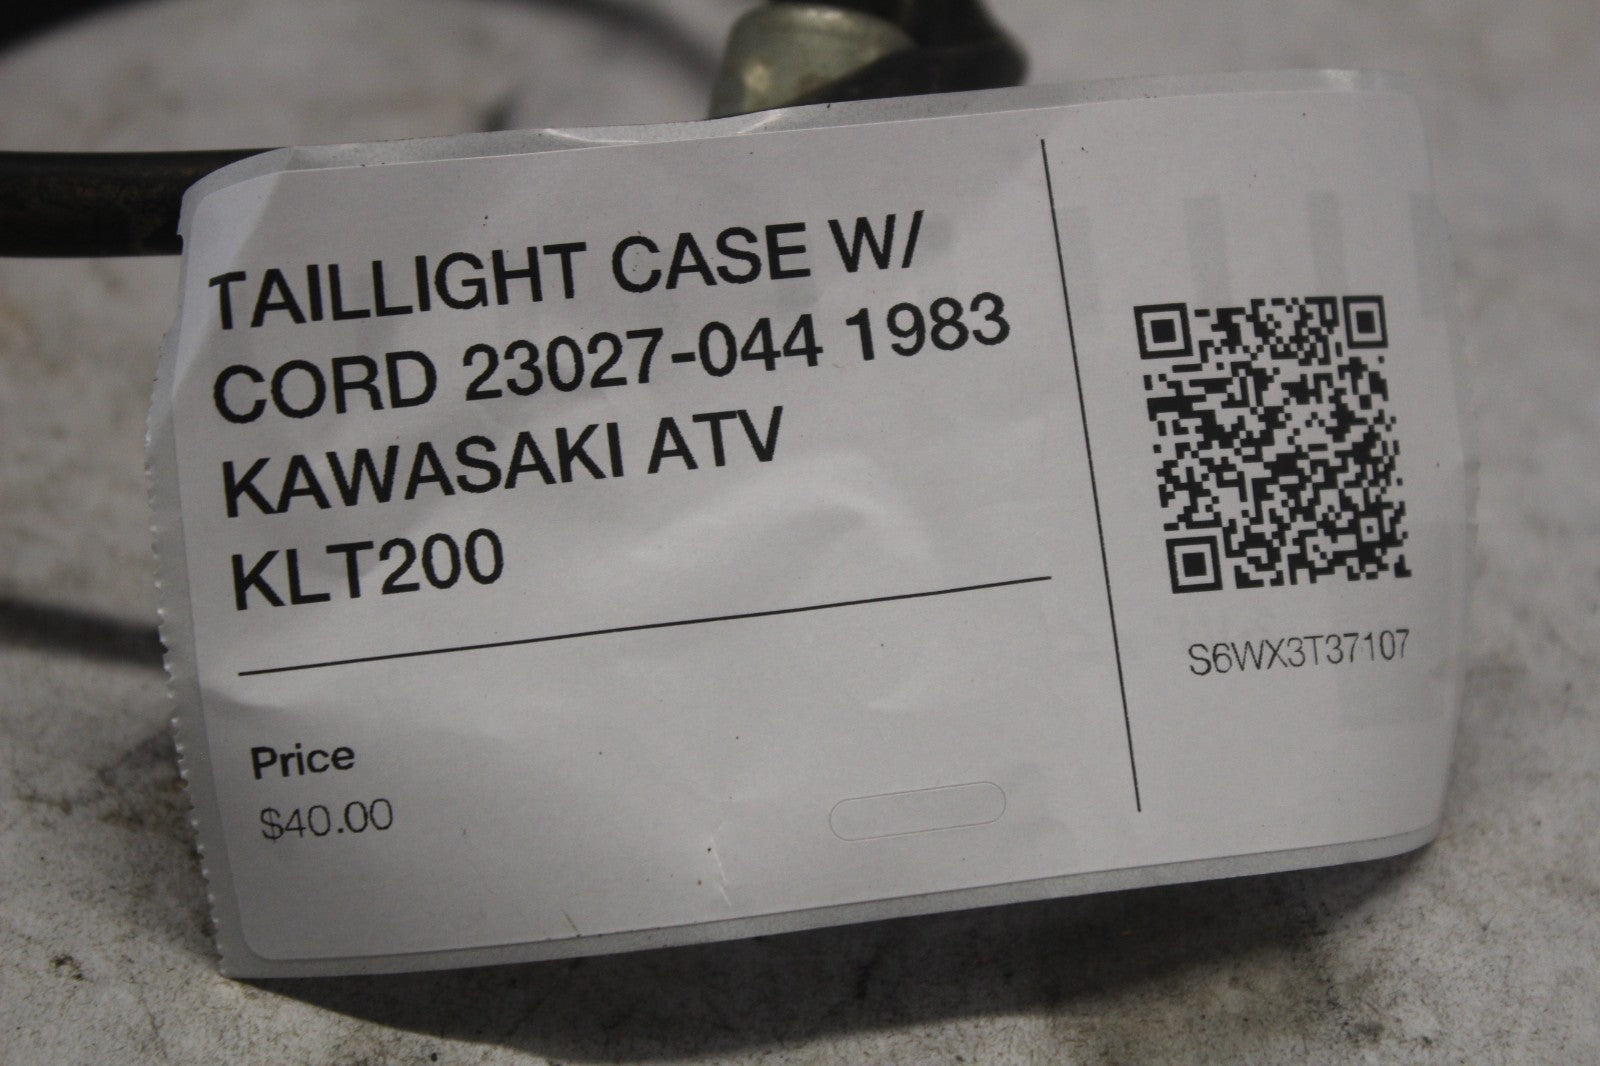 TAILLIGHT CASE W/
CORD 23027-044 1983
KAWASAKI ATV
KLT200
Price
$40.00
S6WX3T37107